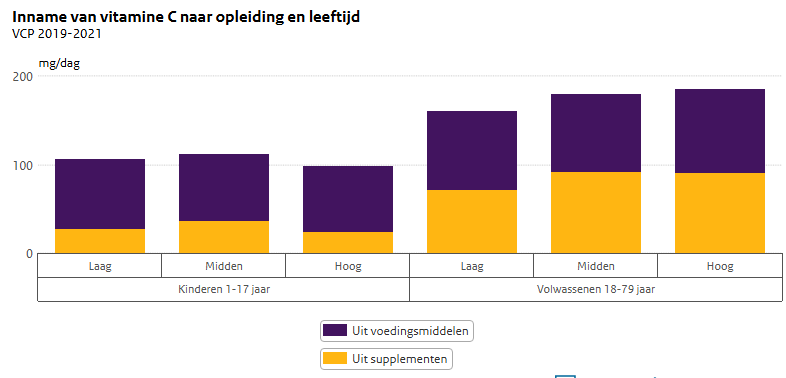 Inname van vitamine C naar opleiding en leeftijd
VCP 2019-2021
mg/dag
200
100
0
Laag Midden Hoog Laag Midden Hoog
Kinderen 1-17 jaar Volwassenen 18-79 jaar
Uit voedingsmiddelen
Uit supplementen